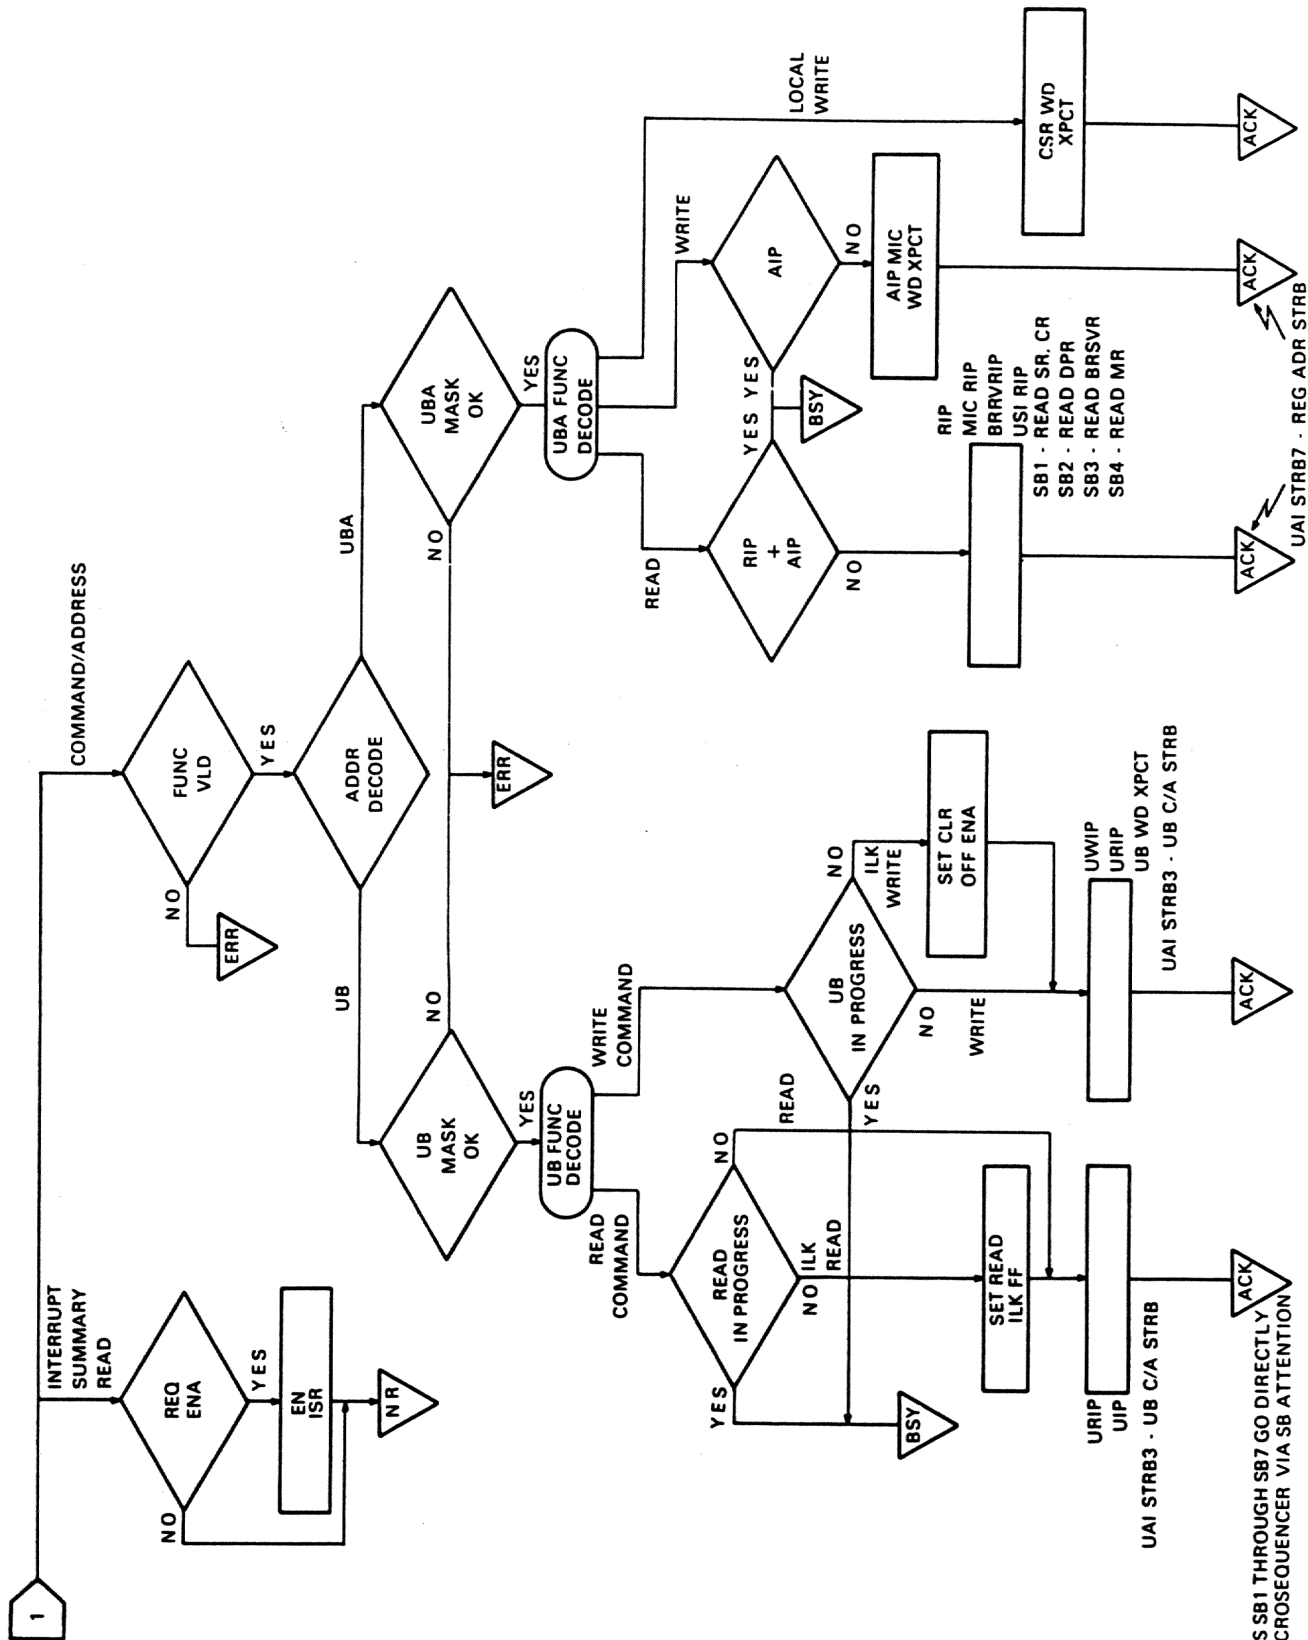 1
INTERRUPT
SUMMARY
READ
COMMAND/ADDRESS
REQ
ENA
NO
YES
EN
ISR
NR
FUNC
VLD
NO
ERR
YES
ADDR
DECODE
UB
UBA
UB
MASK
OK
NO
YES
UBA
MASK
OK
NO
YES
ERR
UB FUNC
DECODE
READ
COMMAND
WRITE
COMMAND
UBA FUNC
DECODE
READ
WRITE
LOCAL
WRITE
READ
IN PROGRESS
YES
NO
READ
NO
ILK
READ
UB
IN PROGRESS
YES
NO
ILK
WRITE
NO
WRITE
BSY
SET READ
ILK FF
SET CLR
OFF ENA
URIP
UIP
UAI STRB3 - UB C/A STRB
ACK
UWIP
URIP
UB WD XPCT
UAI STRB3 - UB C/A STRB
ACK
RIP
+
AIP
YES
NO
AIP
YES
NO
BSY
RIP
MIC RIP
BRRVRIP
USI RIP
SB1 - READ SR, CR
SB2 - READ DPR
SB3 - READ BRSVR
SB4 - READ MR
AIP MIC
WD XPCT
CSR WD
XPCT
ACK
ACK
ACK
UAI STRB7 - REG ADR STRB
S SB1 THROUGH SB7 GO DIRECTLY
CROSEQUENCER VIA SB ATTENTION